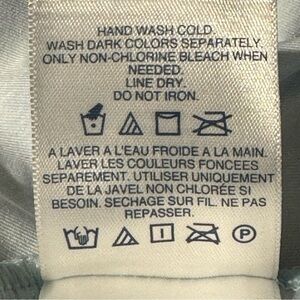 HAND WASH COLD
WASH DARK COLORS SEPARATELY
ONLY NON-CHLORINE BLEACH WHEN
NEEDED.
LINE DRY.
DO NOT IRON.
A LAVER A L'EAU FROIDE A LA MAIN.
LAVER LES COULEURS FONCEES
SEPAREMENT. UTILISER UNIQUEMENT
DE LA JAVEL NON CHLORÉE SI
BESOIN. SECHAGE SUR FIL. NE PAS
REPASSER.
P